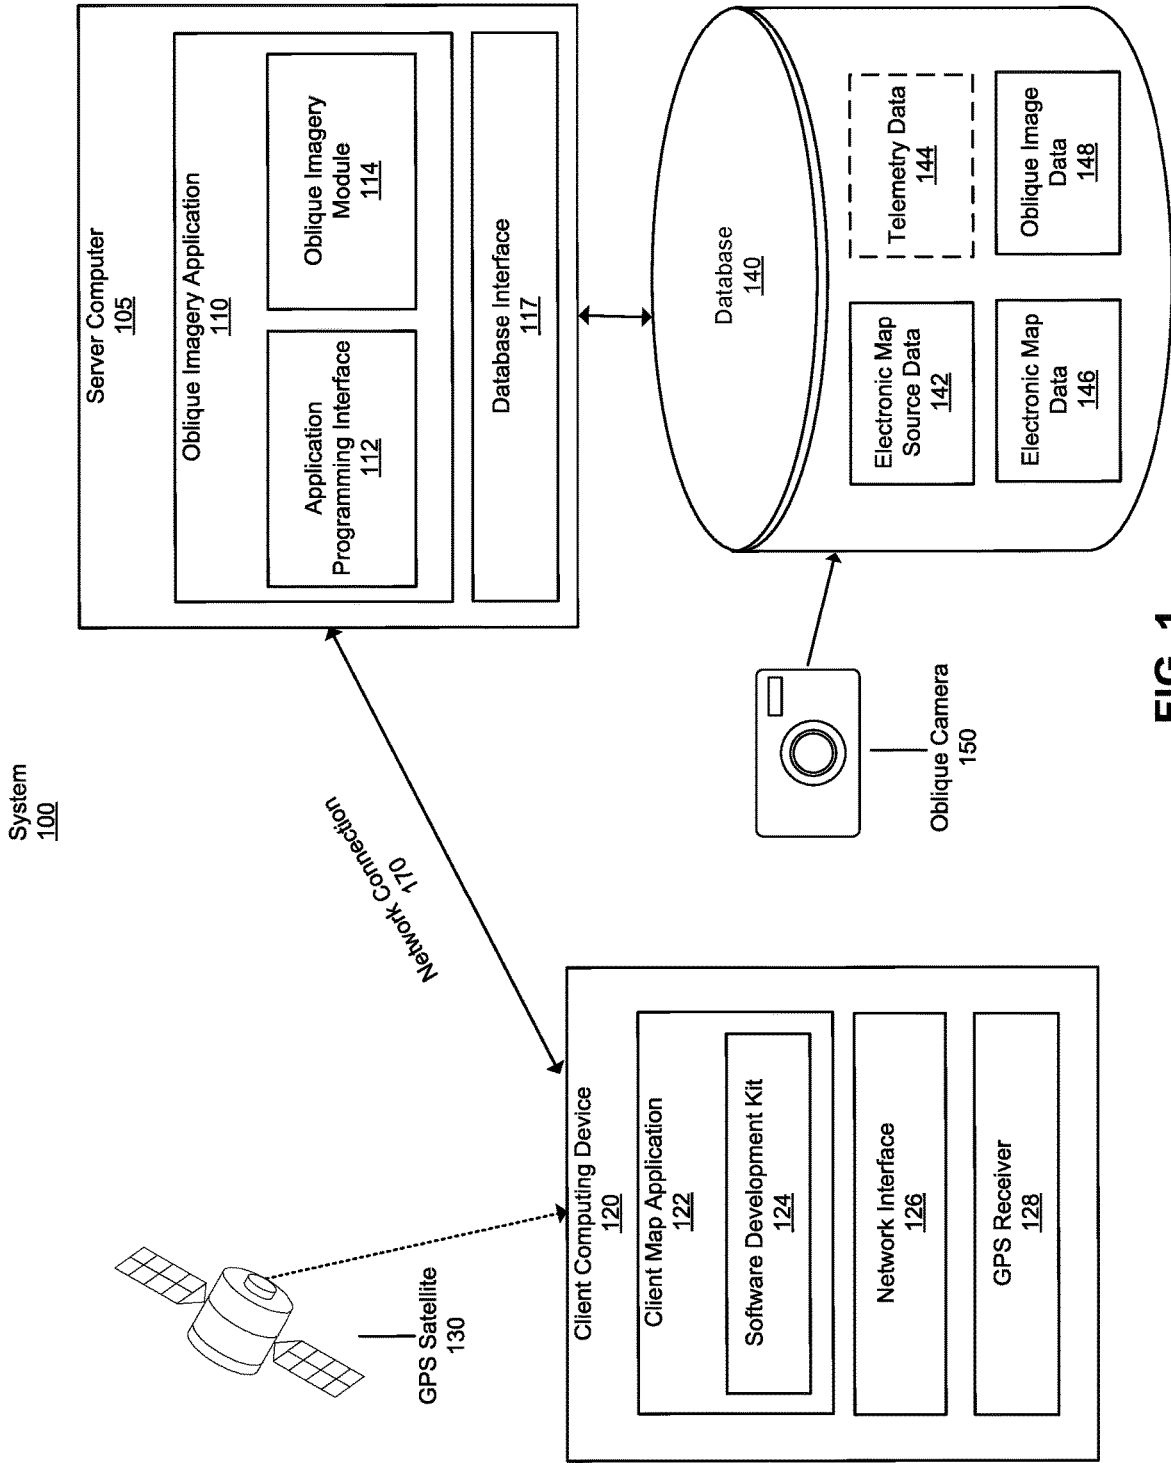 System
100
Server Computer
105
Oblique Imagery Application
110
Application
Programming Interface
112
Oblique Imagery
Module
114
Database Interface
117
Network Connection
170
GPS Satellite
130
Client Computing Device
120
Client Map Application
122
Software Development Kit
124
Network Interface
126
GPS Receiver
128
Oblique Camera
150
Database
140
Electronic Map
Source Data
142
Telemetry Data
144
Electronic Map
Data
146
Oblique Image
Data
148
FIG. 1